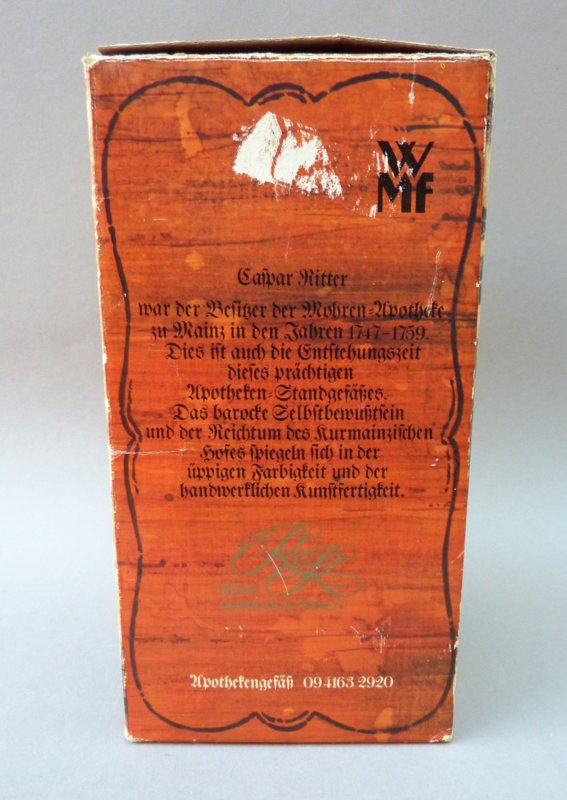 WMF
Caspar Ritter
war der Besitzer der Mohren-Apotheke
zu Mainz in den Jahren 1747-1759.
Dies ist auch die Entstehungszeit
dieses prächtigen
Apotheken-Standgefäßes.
Das barocke Selbstbewußtsein
und der Reichtum des Kurmainzischen
Hofes spiegeln sich in der
üppigen Farbigkeit und der
handwerklichen Kunstfertigkeit.
Apothekengefäß 09 4163 2920